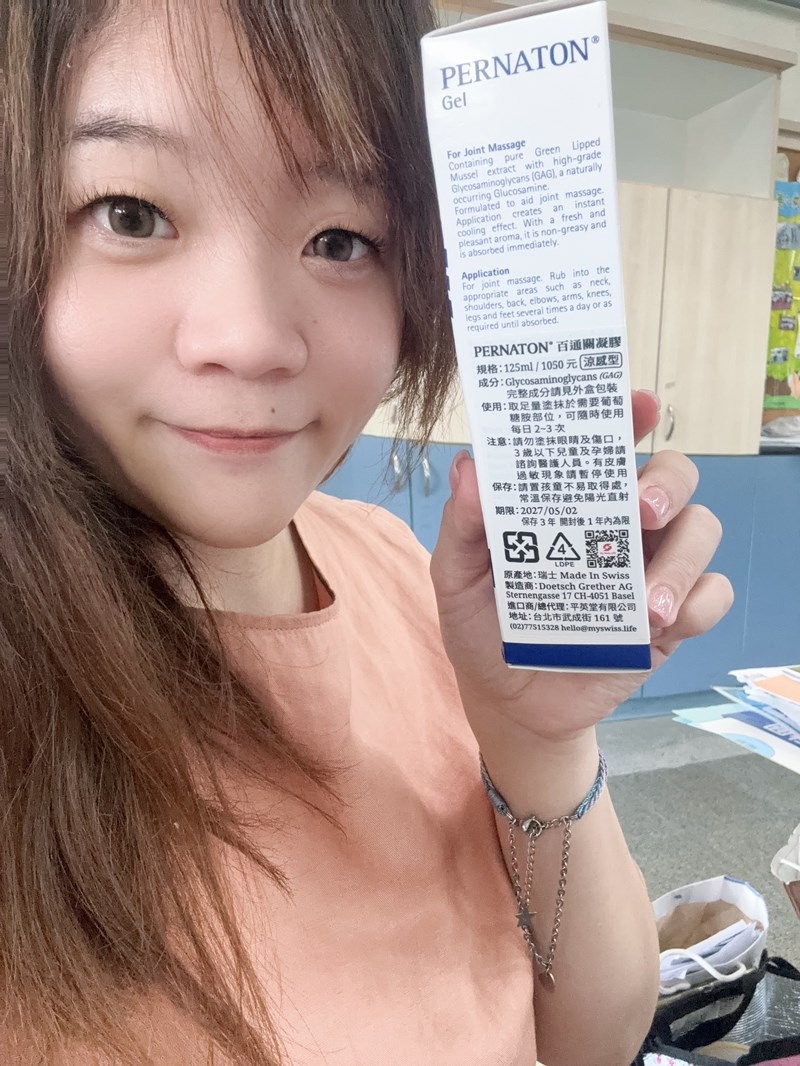 PERNATON®
Gel
For Joint Massage
Containing pure Green Lipped
Mussel extract with high-grade
Glycosaminoglycans (GAG), a naturally
occurring Glucosamine.
Formulated to aid joint massage.
Application creates an instant
cooling effect. With a fresh and
pleasant aroma, it is non-greasy and
is absorbed immediately.
Application
For joint massage. Rub into the
appropriate areas such as neck,
shoulders, back, elbows, arms, knees,
legs and feet several times a day or as
required until absorbed.
PERNATON® 百通關凝膠
規格:125ml / 1050 元 涼感型
成分:Glycosaminoglycans (GAG)
完整成分請見外盒包裝
使用:取足量塗抹於需要葡萄
糖胺部位,可隨時使用
每日2~3 次
注意:請勿塗抹眼睛及傷口,
3 歲以下兒童及孕婦請
諮詢醫護人員。有皮膚
過敏現象請暫停使用
保存:請置孩童不易取得處,
常溫保存避免陽光直射
期限:2027/05/02
保存 3 年 開封後 1 年內為限
4
LDPE
原產地:瑞士 Made In Swiss
製造商:Doetsch Grether AG
Sternengasse 17 CH-4051 Basel
進口商/總代理:平英堂有限公司
地址:台北市武成街 161 號
(02)77515328 hello@myswiss.life